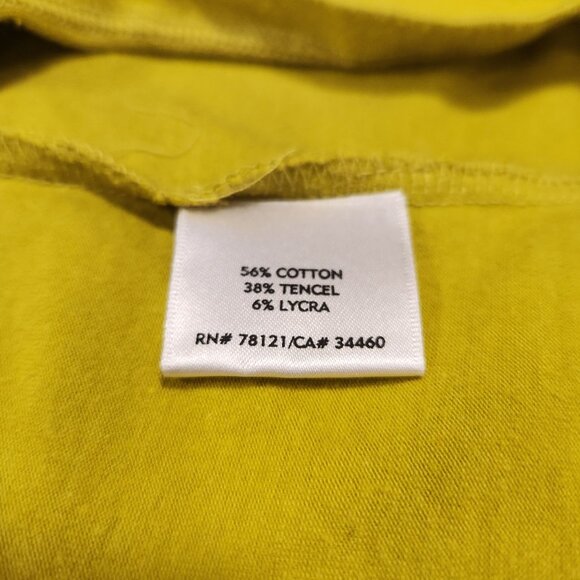 56% COTTON
38% TENCEL
6% LYCRA
RN# 78121/CA# 34460